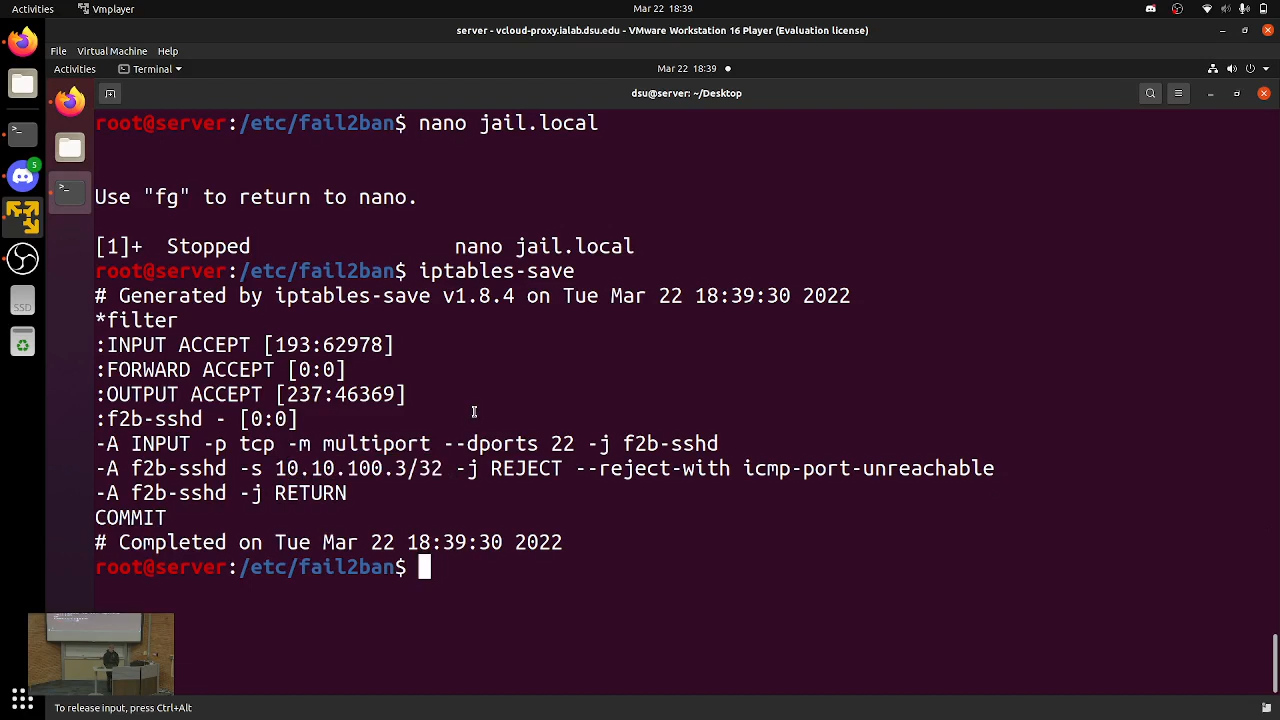 Activities
Vmplayer
Mar 22 18:39
server - vcloud-proxy.ialab.dsu.edu - VMware Workstation 16 Player (Evaluation license)
File Virtual Machine Help
Activities
Terminal
Mar 22 18:39
dsu@server: ~/Desktop
root@server:/etc/fail2ban$ nano jail.local
Use "fg" to return to nano.
[1]+ Stopped nano jail.local
root@server:/etc/fail2ban$ iptables-save
# Generated by iptables-save v1.8.4 on Tue Mar 22 18:39:30 2022
*filter
:INPUT ACCEPT [193:62978]
:FORWARD ACCEPT [0:0]
:OUTPUT ACCEPT [237:46369]
:f2b-sshd - [0:0]
-A INPUT -p tcp -m multiport --dports 22 -j f2b-sshd
-A f2b-sshd -s 10.10.100.3/32 -j REJECT --reject-with icmp-port-unreachable
-A f2b-sshd -j RETURN
COMMIT
# Completed on Tue Mar 22 18:39:30 2022
root@server:/etc/fail2ban$
5
SSD
To release input, press Ctrl+Alt